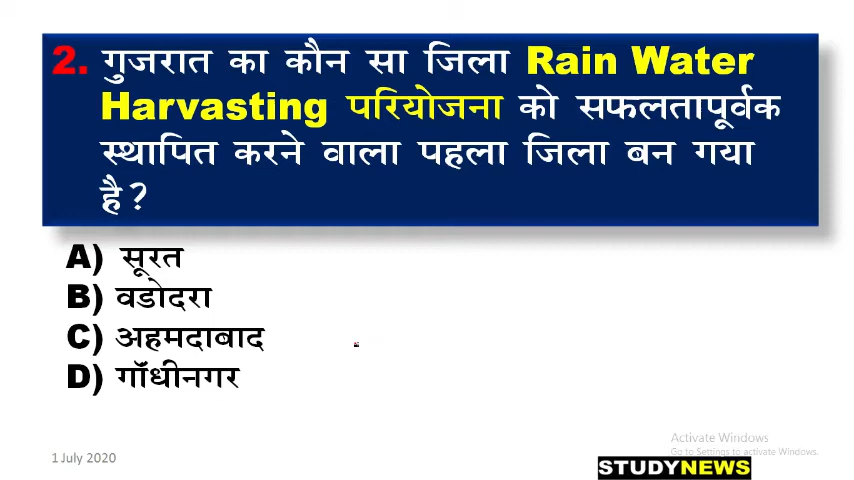 2. गुजरात का कौन सा जिला Rain Water
Harvasting परियोजना को सफलतापूर्वक
स्थापित करने वाला पहला जिला बन गया
है?
A) सूरत
B) वडोदरा
C) अहमदाबाद
D) गाँधीनगर
Activate Windows
Go to Settings to activate Windows.
1 July 2020
STUDYNEWS